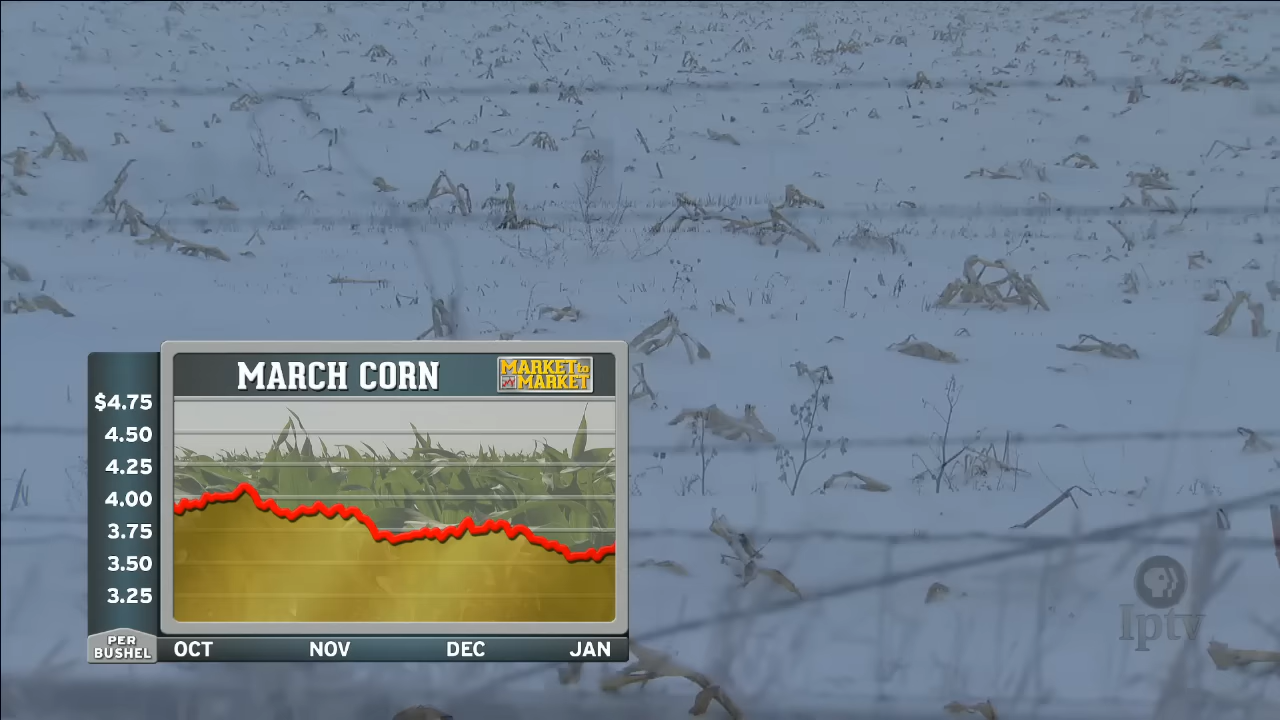 MARCH CORN
MARKET to
MARKET
$4.75
4.50
4.25
4.00
3.75
3.50
3.25
PER
BUSHEL
OCT NOV DEC JAN
Iptv